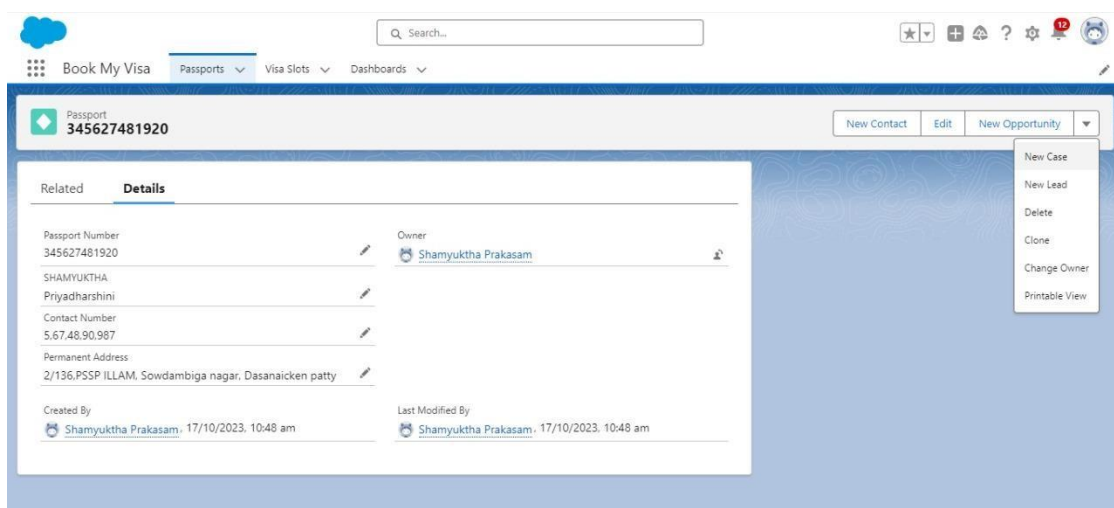 Search...
12
Book My Visa Passports Visa Slots Dashboards
Passport
345627481920
New Contact Edit New Opportunity
New Case
New Lead
Delete
Clone
Change Owner
Printable View
Related Details
Passport Number
345627481920
Owner
Shamyuktha Prakasam
SHAMYUKTHA
Priyadharshini
Contact Number
5,67,48,90,987
Permanent Address
2/136,PSSP ILLAM, Sowdambiga nagar, Dasanaicken patty
Created By
Shamyuktha Prakasam, 17/10/2023, 10:48 am
Last Modified By
Shamyuktha Prakasam, 17/10/2023, 10:48 am